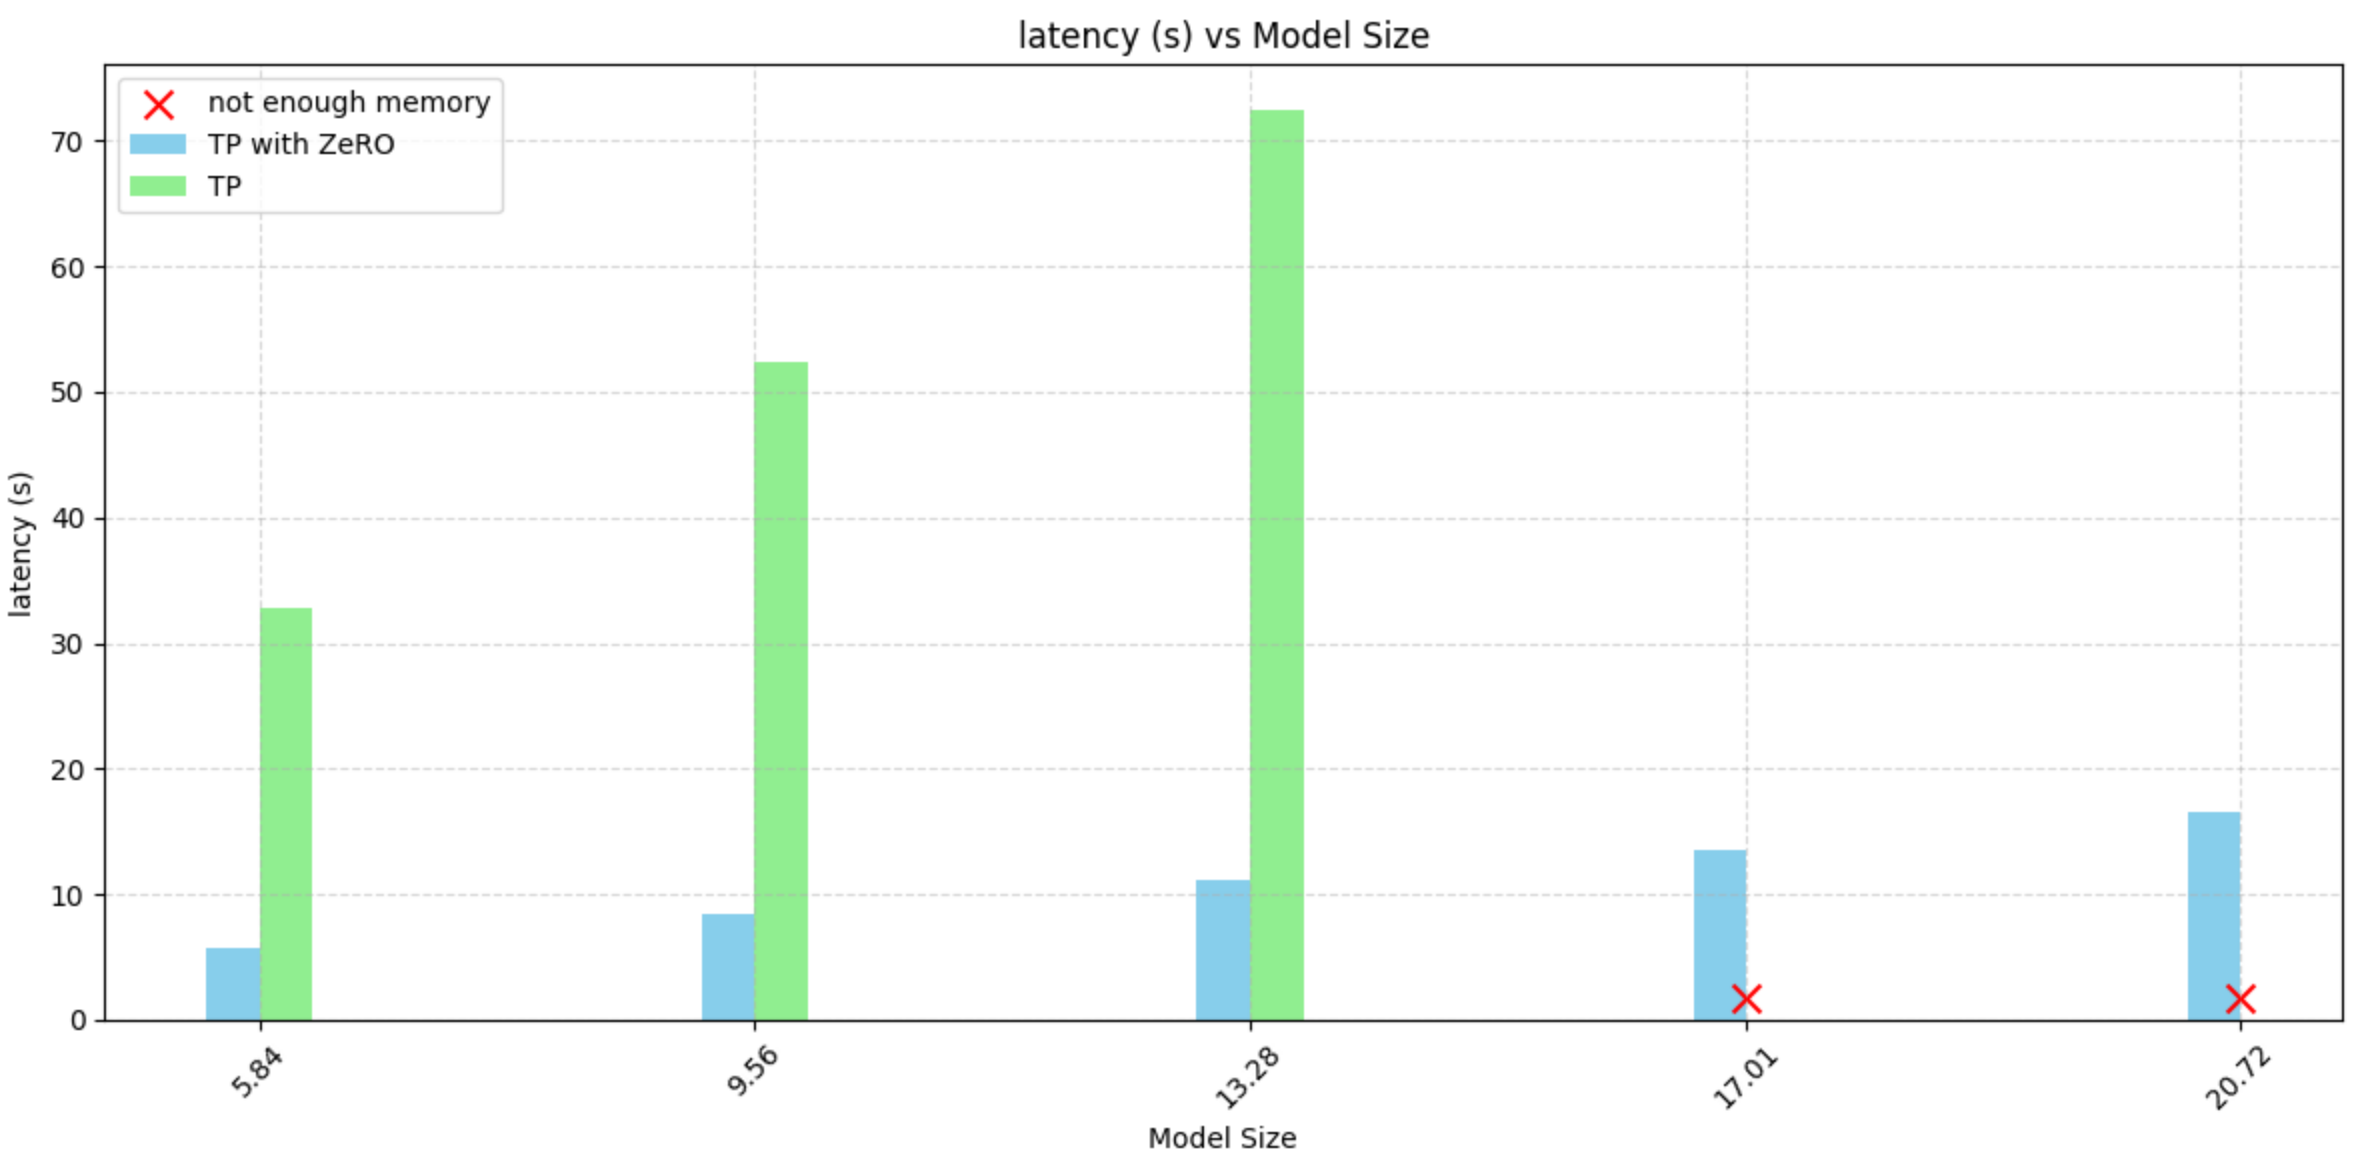 latency (s) vs Model Size
not enough memory
TP with ZeRO
TP
latency (s)
70
60
50
40
30
20
10
0
5.84
9.56
13.28
17.01
20.72
Model Size